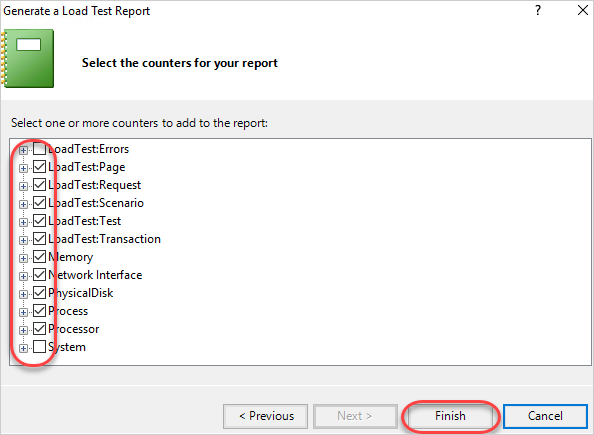 Generate a Load Test Report
?
Select the counters for your report
Select one or more counters to add to the report:
LoadTest:Errors
LoadTest:Page
LoadTest:Request
LoadTest:Scenario
LoadTest:Test
LoadTest:Transaction
Memory
Network Interface
PhysicalDisk
Process
Processor
System
< Previous Next > Finish Cancel